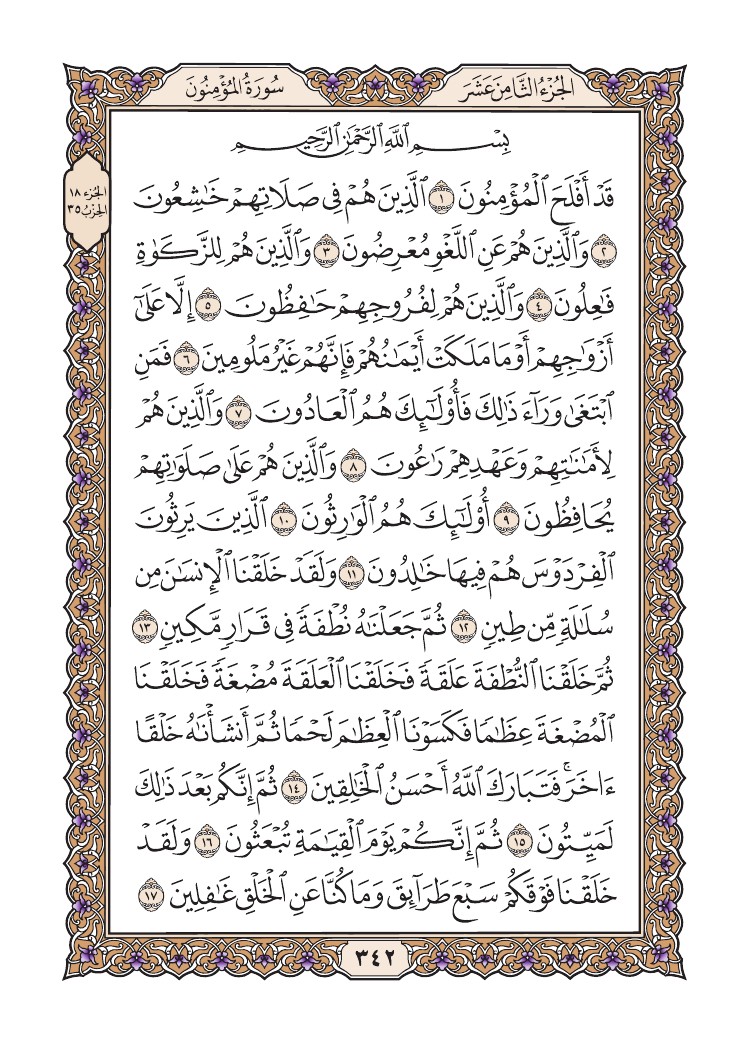 الجُزْءُ الثَّامِنَ عَشَرَ
سُورَةُ المُؤْمِنُونَ
الجزء ١٨
الحزب ٣٥
بِسْمِ ٱللَّهِ ٱلرَّحْمَٰنِ ٱلرَّحِيمِ
قَدْ أَفْلَحَ ٱلْمُؤْمِنُونَ ١ ٱلَّذِينَ هُمْ فِى صَلَاتِهِمْ خَٰشِعُونَ
٢ وَٱلَّذِينَ هُمْ عَنِ ٱللَّغْوِ مُعْرِضُونَ ٣ وَٱلَّذِينَ هُمْ لِلزَّكَوٰةِ
فَٰعِلُونَ ٤ وَٱلَّذِينَ هُمْ لِفُرُوجِهِمْ حَٰفِظُونَ ٥ إِلَّا عَلَىٰٓ
أَزْوَٰجِهِمْ أَوْ مَا مَلَكَتْ أَيْمَٰنُهُمْ فَإِنَّهُمْ غَيْرُ مَلُومِينَ ٦ فَمَنِ
ٱبْتَغَىٰ وَرَآءَ ذَٰلِكَ فَأُو۟لَٰٓئِكَ هُمُ ٱلْعَادُونَ ٧ وَٱلَّذِينَ هُمْ
لِأَمَٰنَٰتِهِمْ وَعَهْدِهِمْ رَٰعُونَ ٨ وَٱلَّذِينَ هُمْ عَلَىٰ صَلَوَٰتِهِمْ
يُحَافِظُونَ ٩ أُو۟لَٰٓئِكَ هُمُ ٱلْوَٰرِثُونَ ١٠ ٱلَّذِينَ يَرِثُونَ
ٱلْفِرْدَوْسَ هُمْ فِيهَا خَٰلِدُونَ ١١ وَلَقَدْ خَلَقْنَا ٱلْإِنسَٰنَ مِن
سُلَٰلَةٍ مِّن طِينٍ ١٢ ثُمَّ جَعَلْنَٰهُ نُطْفَةً فِى قَرَارٍ مَّكِينٍ ١٣
ثُمَّ خَلَقْنَا ٱلنُّطْفَةَ عَلَقَةً فَخَلَقْنَا ٱلْعَلَقَةَ مُضْغَةً فَخَلَقْنَا
ٱلْمُضْغَةَ عِظَٰمًا فَكَسَوْنَا ٱلْعِظَٰمَ لَحْمًا ثُمَّ أَنشَأْنَٰهُ خَلْقًا
ءَاخَرَ ۚ فَتَبَارَكَ ٱللَّهُ أَحْسَنُ ٱلْخَٰلِقِينَ ١٤ ثُمَّ إِنَّكُم بَعْدَ ذَٰلِكَ
لَمَيِّتُونَ ١٥ ثُمَّ إِنَّكُمْ يَوْمَ ٱلْقِيَٰمَةِ تُبْعَثُونَ ١٦ وَلَقَدْ
خَلَقْنَا فَوْقَكُمْ سَبْعَ طَرَآئِقَ وَمَا كُنَّا عَنِ ٱلْخَلْقِ غَٰفِلِينَ ١٧
٣٤٢